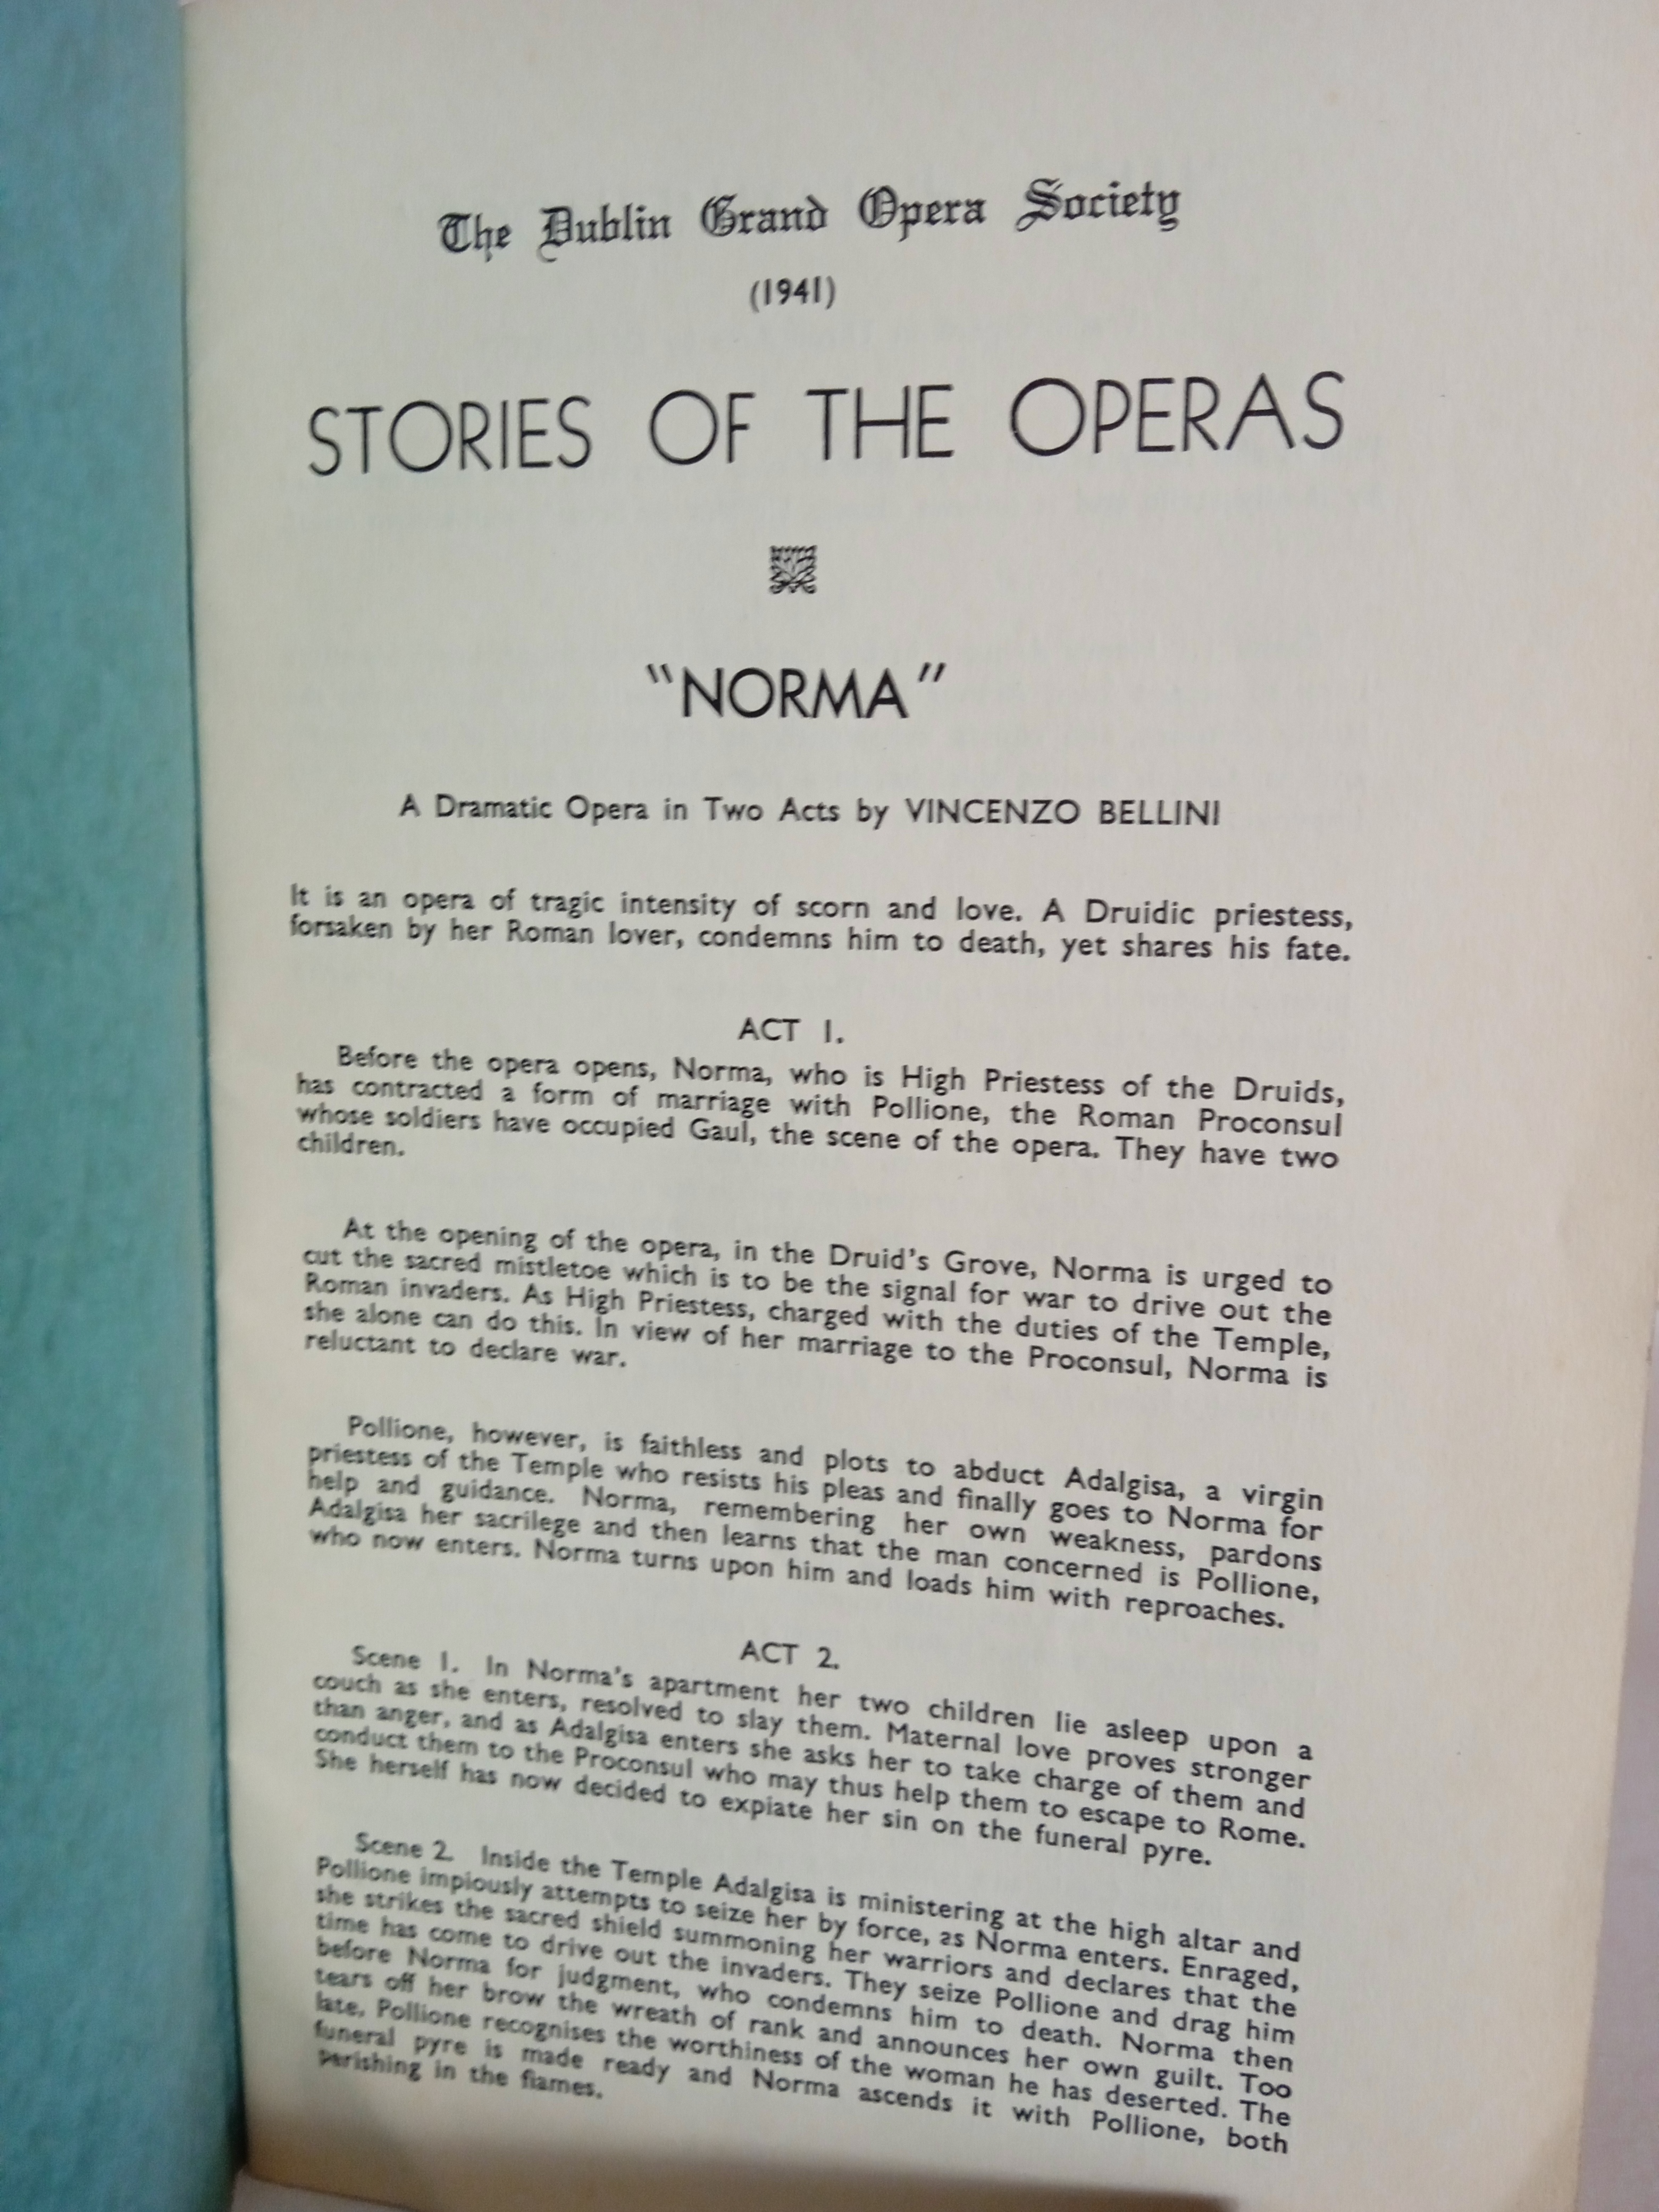 The Dublin Grand Opera Society
(1941)
STORIES OF THE OPERAS
"NORMA"
A Dramatic Opera in Two Acts by VINCENZO BELLINI
It is an opera of tragic intensity of scorn and love. A Druidic priestess,
forsaken by her Roman lover, condemns him to death, yet shares his fate.
ACT 1.
Before the opera opens, Norma, who is High Priestess of the Druids,
has contracted a form of marriage with Pollione, the Roman Proconsul
whose soldiers have occupied Gaul, the scene of the opera. They have two
children.
At the opening of the opera, in the Druid's Grove, Norma is urged to
cut the sacred mistletoe which is to be the signal for war to drive out the
Roman invaders. As High Priestess, charged with the duties of the Temple,
she alone can do this. In view of her marriage to the Proconsul, Norma is
reluctant to declare war.
Pollione, however, is faithless and plots to abduct Adalgisa, a virgin
priestess of the Temple who resists his pleas and finally goes to Norma for
help and guidance. Norma, remembering her own weakness, pardons
Adalgisa her sacrilege and then learns that the man concerned is Pollione,
who now enters. Norma turns upon him and loads him with reproaches.
ACT 2.
Scene 1. In Norma's apartment her two children lie asleep upon a
couch as she enters, resolved to slay them. Maternal love proves stronger
than anger, and as Adalgisa enters she asks her to take charge of them and
conduct them to the Proconsul who may thus help them to escape to Rome.
She herself has now decided to expiate her sin on the funeral pyre.
Scene 2. Inside the Temple Adalgisa is ministering at the high altar and
Pollione impiously attempts to seize her by force, as Norma enters. Enraged,
she strikes the sacred shield summoning her warriors and declares that the
time has come to drive out the invaders. They seize Pollione and drag him
before Norma for judgment, who condemns him to death. Norma then
tears off her brow the wreath of rank and announces her own guilt. Too
late, Pollione recognises the worthiness of the woman he has deserted. The
funeral pyre is made ready and Norma ascends it with Pollione, both
perishing in the flames.